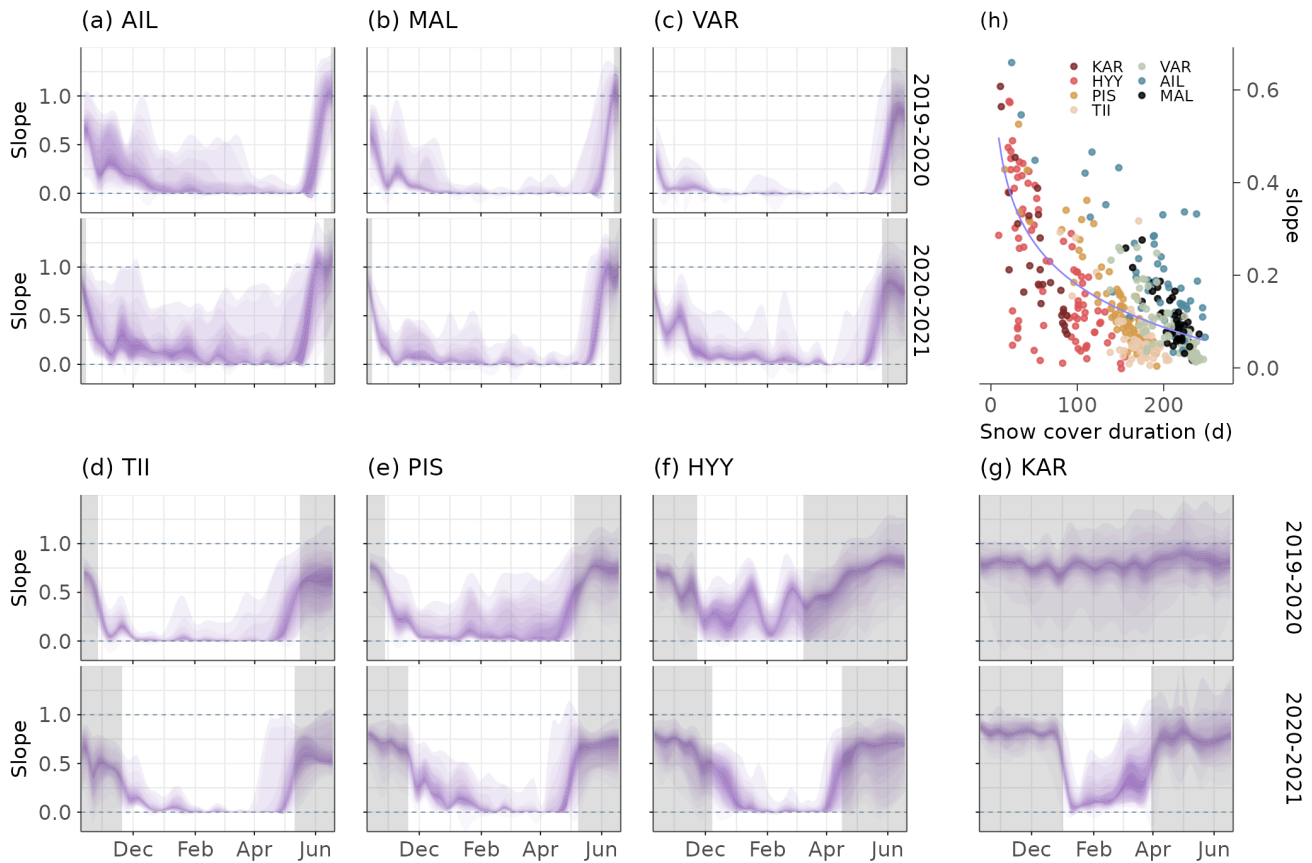 (a) AIL
(b) MAL
(c) VAR
(h)
Slope
1.0
0.5
0.0
2019-2020
Slope
1.0
0.5
0.0
2020-2021
KAR
HYY
PIS
TII
VAR
AIL
MAL
0.6
0.4
0.2
0.0
slope
0
100
200
Snow cover duration (d)
(d) TII
(e) PIS
(f) HYY
(g) KAR
Slope
1.0
0.5
0.0
2019-2020
Slope
1.0
0.5
0.0
2020-2021
Dec Feb Apr Jun
Dec Feb Apr Jun
Dec Feb Apr Jun
Dec Feb Apr Jun